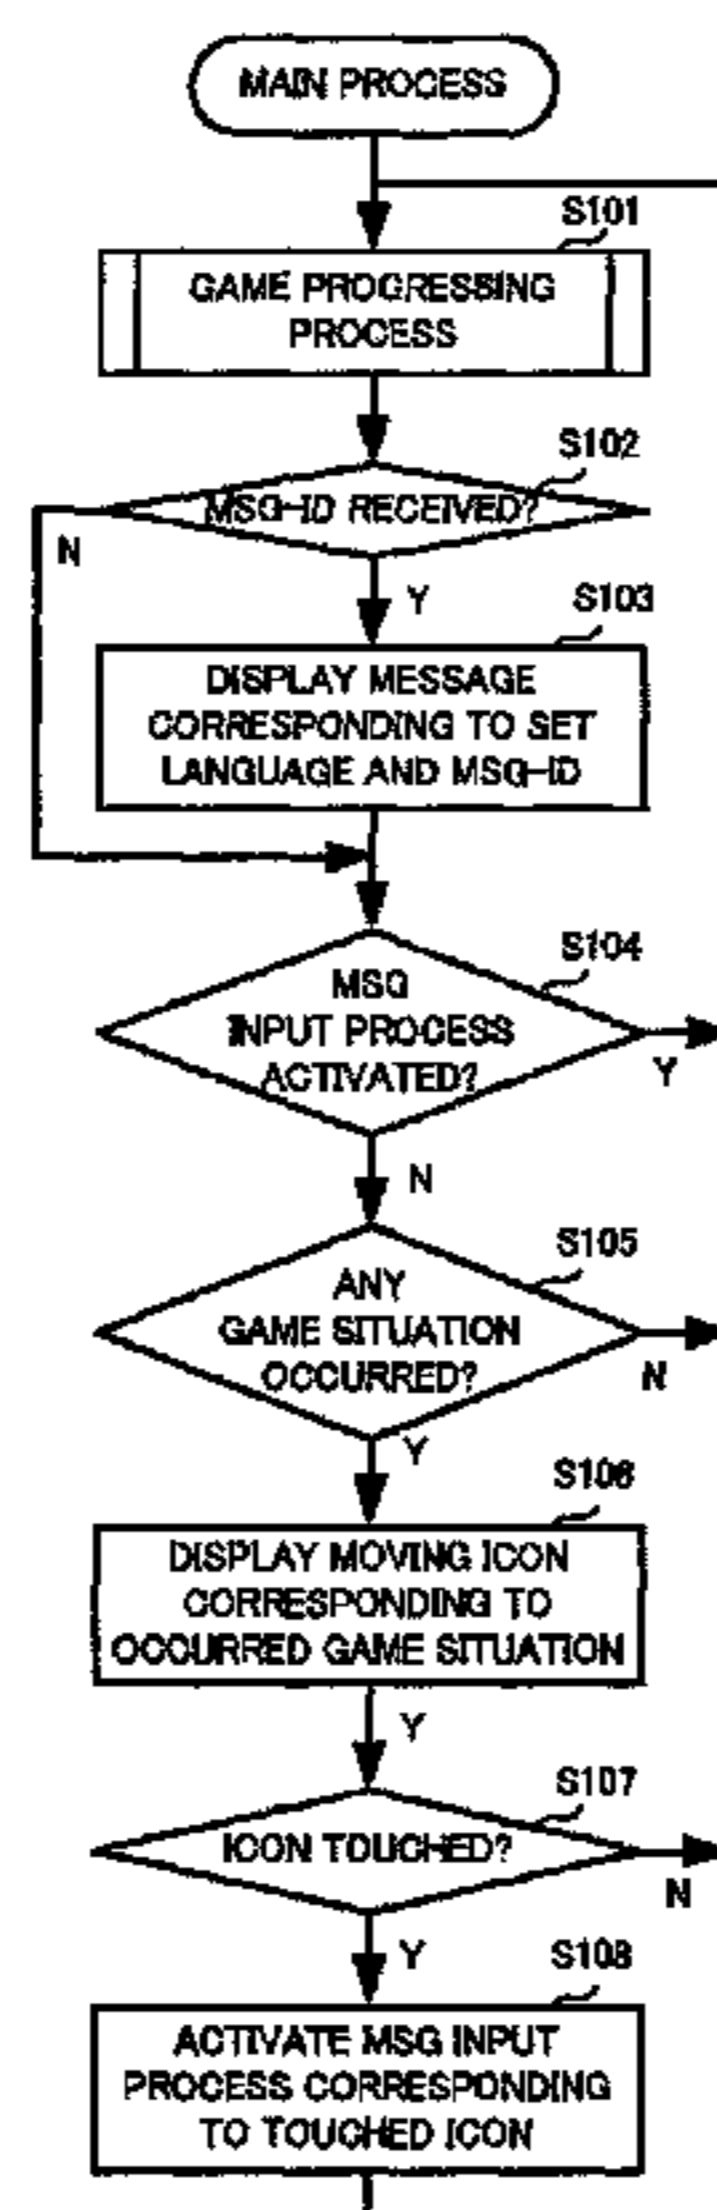 MAIN PROCESS
S101
GAME PROGRESSING
PROCESS
S102
MSG-ID RECEIVED?
N
Y
S103
DISPLAY MESSAGE
CORRESPONDING TO SET
LANGUAGE AND MSG-ID
S104
MSG
INPUT PROCESS
ACTIVATED?
Y
N
S105
ANY
GAME SITUATION
OCCURRED?
N
Y
S106
DISPLAY MOVING ICON
CORRESPONDING TO
OCCURRED GAME SITUATION
Y
S107
ICON TOUCHED?
N
Y
S108
ACTIVATE MSG INPUT
PROCESS CORRESPONDING
TO TOUCHED ICON